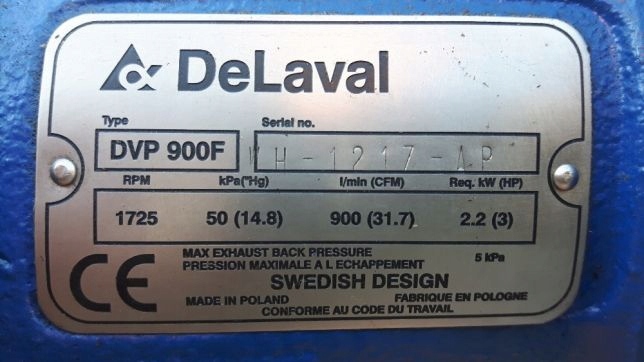 DeLaval
Type Serial no.
DVP 900F WH-1217-AP
RPM kPa("Hg) l/min (CFM) Req. kW (HP)
1725 50 (14.8) 900 (31.7) 2.2 (3)
MAX EXHAUST BACK PRESSURE 5 kPa
PRESSION MAXIMALE A L ECHAPPEMENT
CE SWEDISH DESIGN
MADE IN POLAND FABRIQUE EN POLOGNE
CONFORME AU CODE DU TRAVAIL